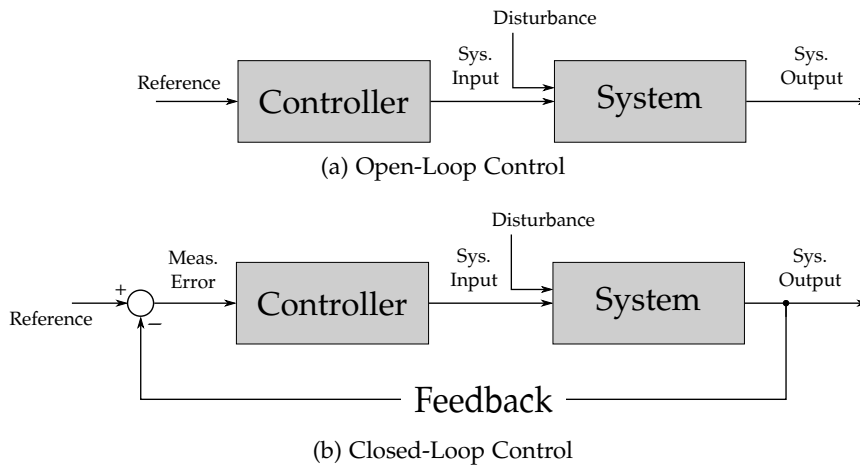 Disturbance
Sys.
Input
Sys.
Output
Reference
Controller
System
(a) Open-Loop Control
Disturbance
Meas.
Error
Sys.
Input
Sys.
Output
+
Reference
−
Controller
System
Feedback
(b) Closed-Loop Control